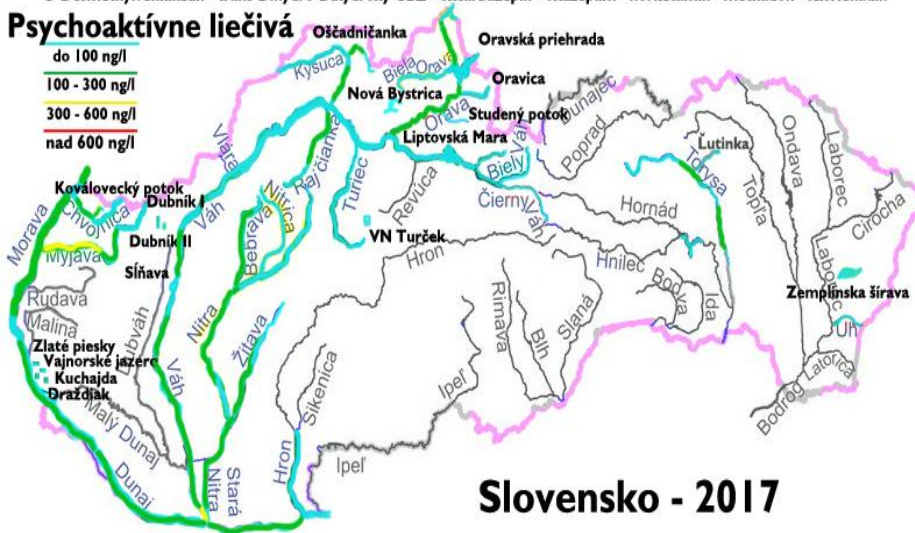 Psychoaktívne liečivá
do 100 ng/l
100 - 300 ng/l
300 - 600 ng/l
nad 600 ng/l
Oščadničanka
Oravská priehrada
Kysuca
Biela Orava
Oravica
Nová Bystrica
Orava
Studený potok
Vlára
Rajčianka
Liptovská Mara
Dunajec
Poprad
Biely Váh
Ľutinka
Torysa
Ondava
Laborec
Topľa
Cirocha
Koválovecký potok
Chvojnica
Dubník I
Morava
Váh
Nitrica
Turiec
Revúca
Čierny Váh
Hornád
Dubník II
Bebrava
VN Turček
Myjava
Sĺňava
Hron
Hnilec
Laborec
Zemplínska šírava
Rudava
Malina
Nitra
Žitava
Rimava
Blh
Slaná
Bodva
Ida
Uh
Zlaté piesky
Vajnorské jazero
Kuchajda
Draždiak
Váh
Sikenica
Ipeľ
Latorica
Bodrog
Malý Dunaj
Dunaj
Stará Nitra
Hron
Ipeľ
Slovensko - 2017